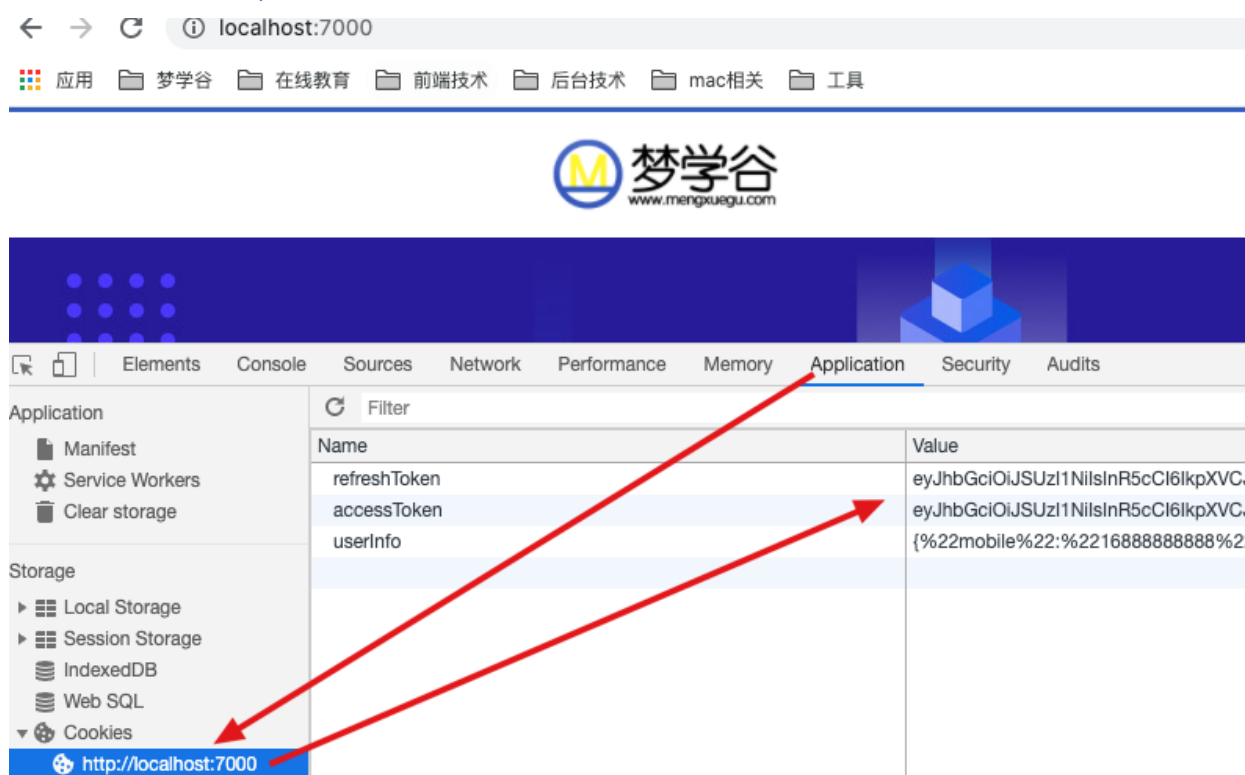 localhost:7000
应用 梦学谷 在线教育 前端技术 后台技术 mac相关 工具
M 梦学谷
www.mengxuegu.com
Elements Console Sources Network Performance Memory Application Security Audits
Application
Filter
Manifest
Name Value
Service Workers
refreshToken eyJhbGciOiJSUzI1NiIsInR5cCI6IkpXVCJ
Clear storage
accessToken eyJhbGciOiJSUzI1NiIsInR5cCI6IkpXVCJ
userInfo {%22mobile%22:%2216888888888%22
Storage
Local Storage
Session Storage
IndexedDB
Web SQL
Cookies
http://localhost:7000